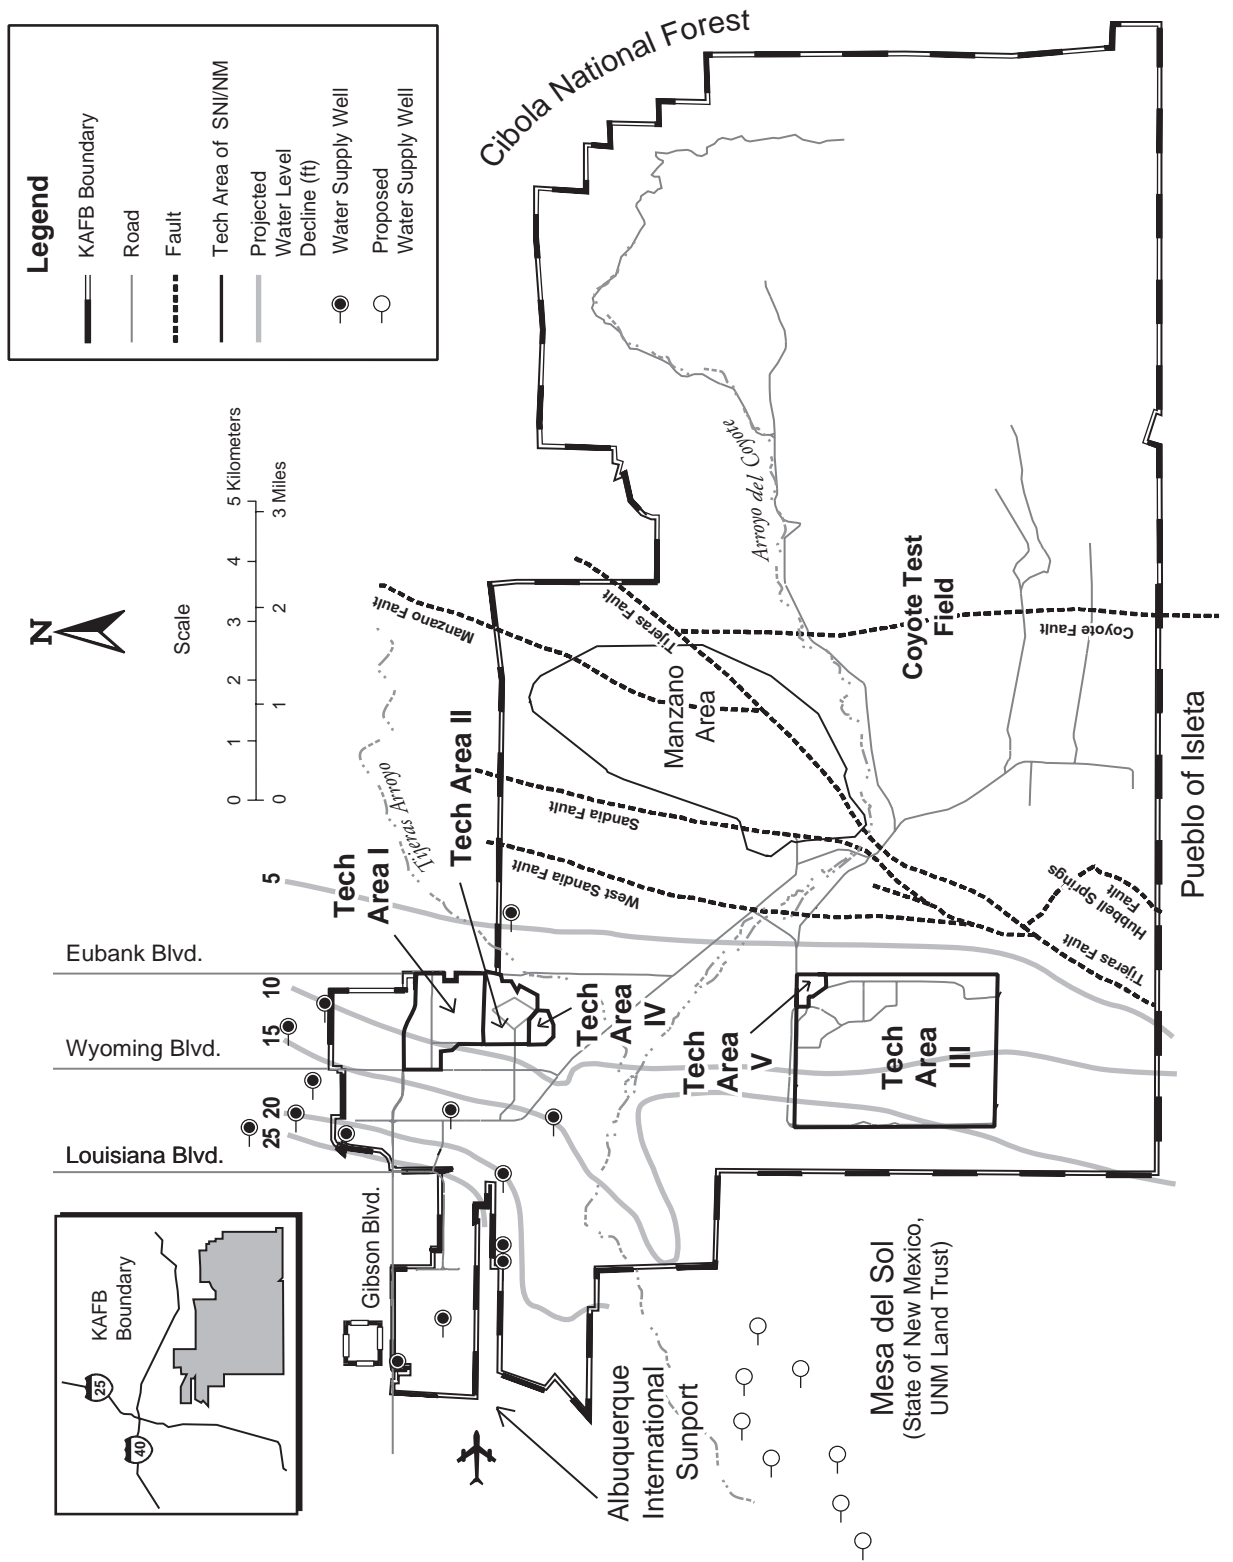 Legend
KAFB Boundary
Road
Fault
Tech Area of SNI/NM
Projected
Water Level
Decline (ft)
Water Supply Well
Proposed
Water Supply Well
N
Scale
0 1 2 3 4 5 Kilometers
0 1 2 3 Miles
Cibola National Forest
KAFB
Boundary
25
40
Louisiana Blvd.
Wyoming Blvd.
Eubank Blvd.
Gibson Blvd.
25
20
15
10
5
Tech
Area I
Tech Area II
Tijeras Arroyo
Manzano Fault
Tijeras Fault
Sandia Fault
West Sandia Fault
Manzano
Area
Arroyo del Coyote
Coyote Test
Field
Coyote Fault
Tech
Area
IV
Tech
Area
V
Tech
Area
III
Hubbell Springs
Fault
Tijeras
Fault
Albuquerque
International
Sunport
Mesa del Sol
(State of New Mexico,
UNM Land Trust)
Pueblo of Isleta